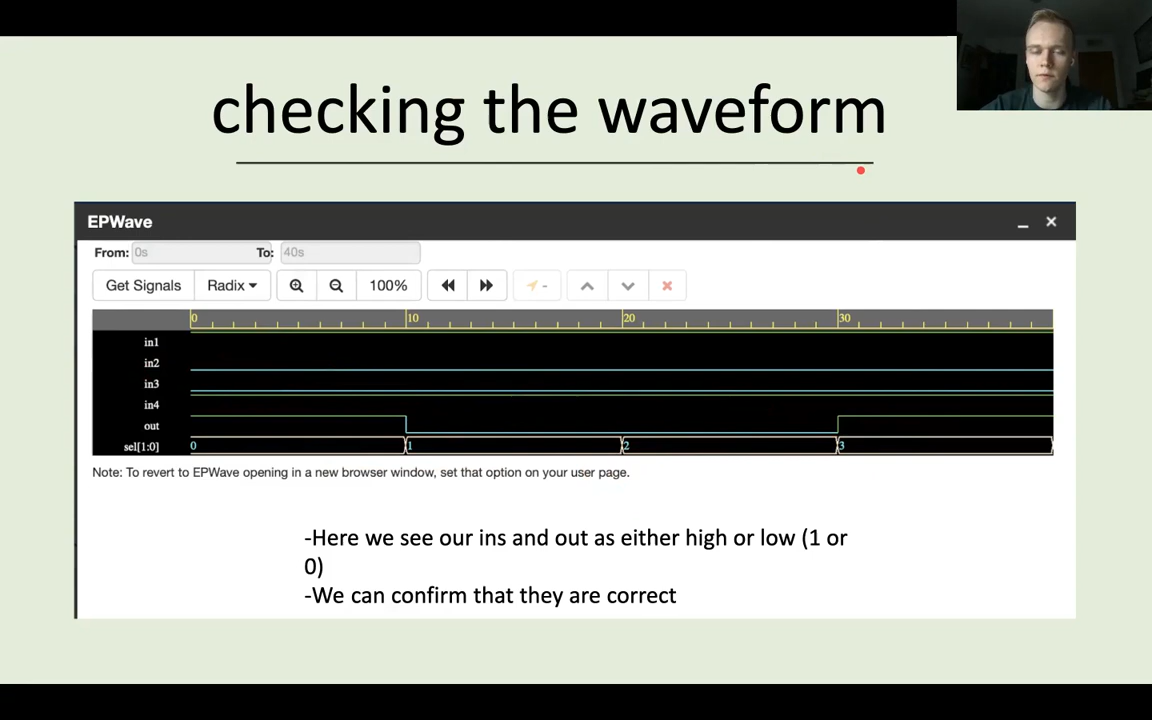 checking the waveform
EPWave
From: 0s To: 40s
Get Signals Radix 100% -
0 10 20 30
in1
in2
in3
in4
out
sel[1:0] 0 1 2 3
Note: To revert to EPWave opening in a new browser window, set that option on your user page.
-Here we see our ins and out as either high or low (1 or
0)
-We can confirm that they are correct